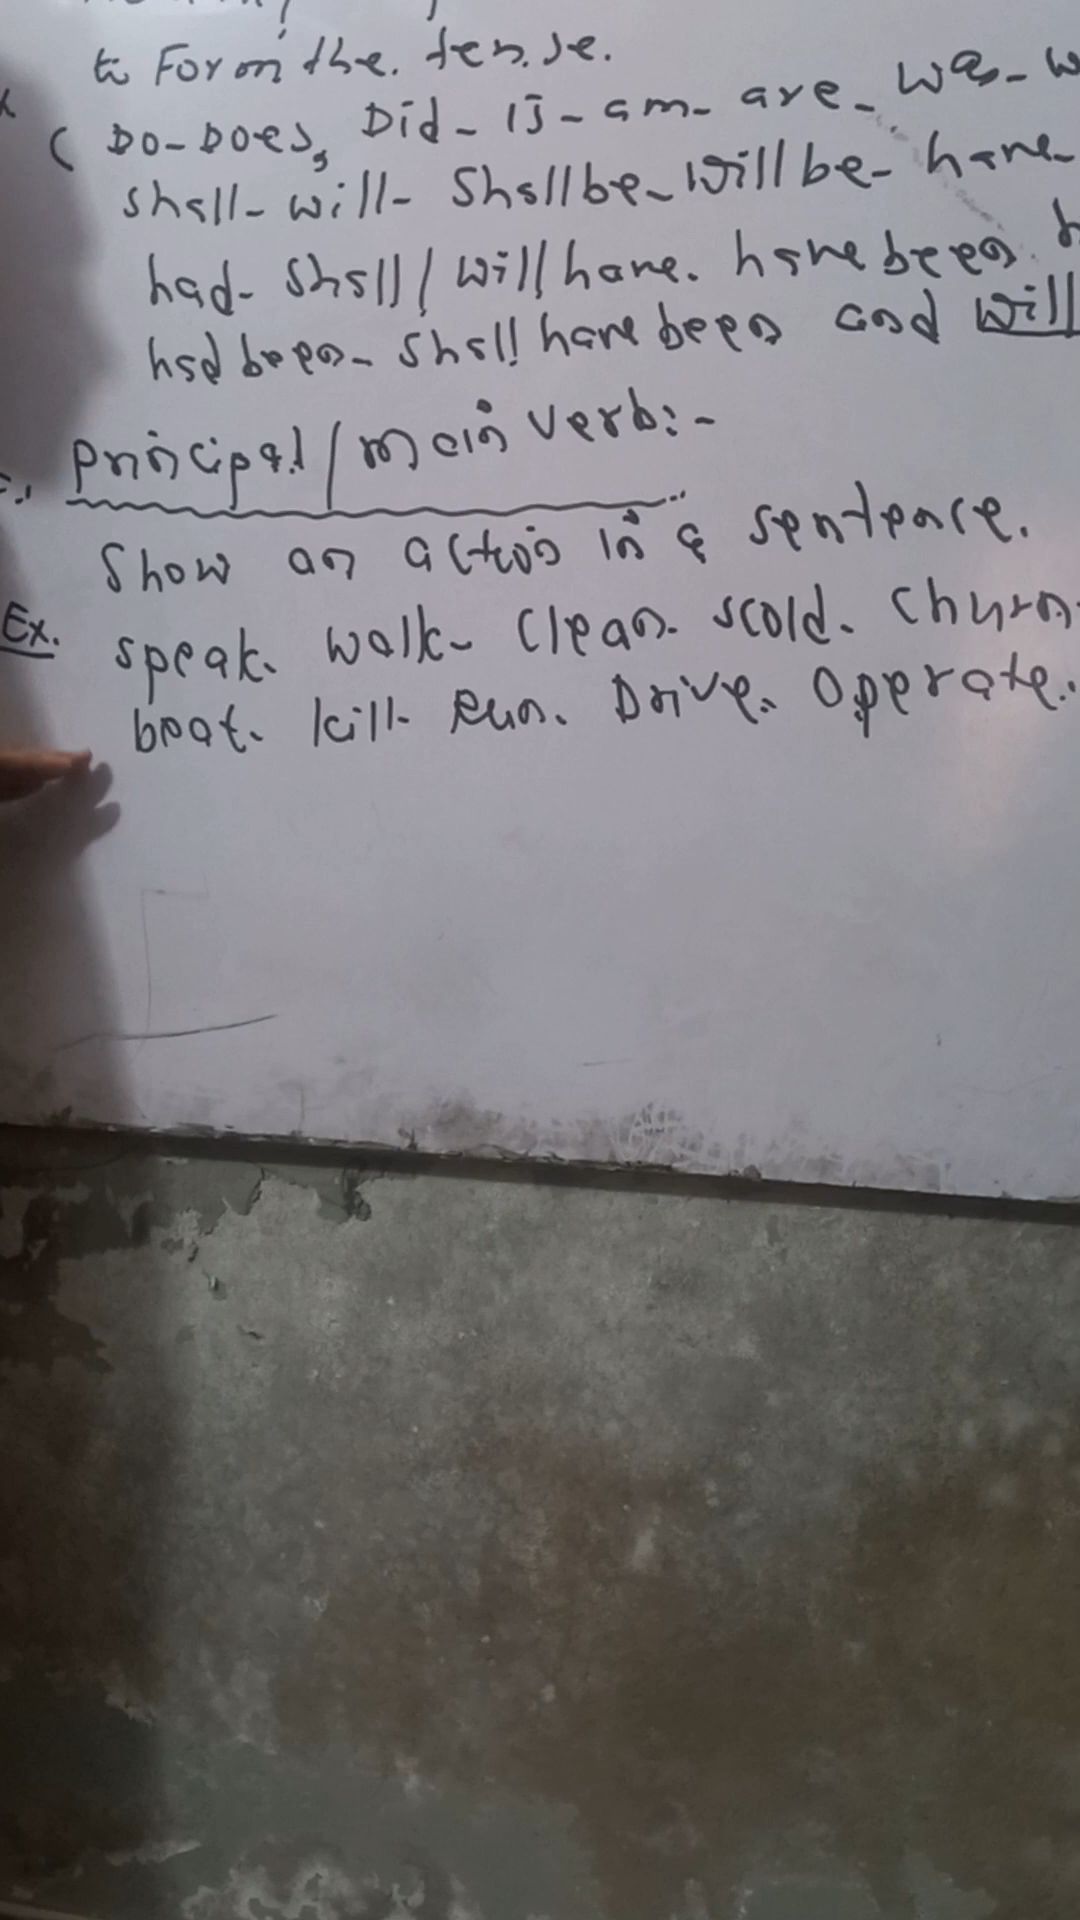 to Form the. tense.
( Do-Does, Did - is - am - are - was -
shall - will - Shall be - will be - have -
had - Shall / will have. have been
had been - Shall have been and will
Principal / main verb:-
Show an action in a sentence.
Ex. speak. walk - Clean. scold. Churn.
beat. kill. Run. Drive. Operate.